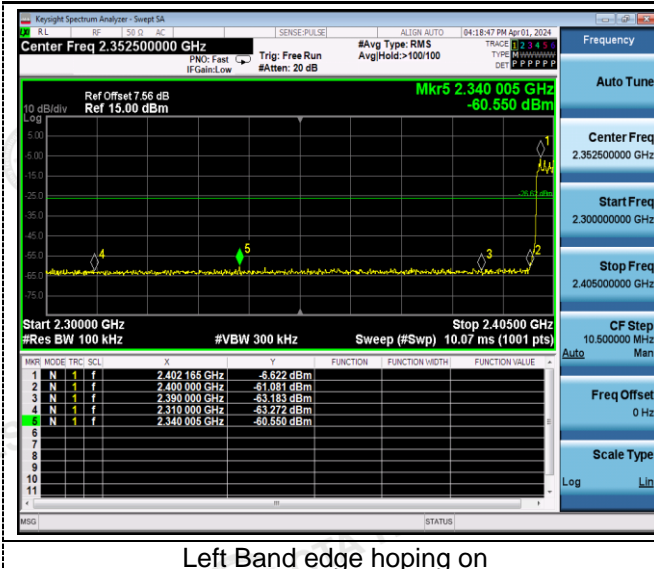 Keysight Spectrum Analyzer - Swept SA
RL RF 50 Ω AC SENSE:PULSE ALIGN AUTO 04:18:47 PM Apr 01, 2024
Center Freq 2.352500000 GHz #Avg Type: RMS TRACE 1 2 3 4 5 6
PNO: Fast Trig: Free Run Avg|Hold:>100/100 TYPE M W W W W W
IFGain:Low #Atten: 20 dB DET P P P P P P
Frequency
Auto Tune
Center Freq
2.352500000 GHz
Start Freq
2.300000000 GHz
Stop Freq
2.405000000 GHz
CF Step
10.500000 MHz
Auto Man
Freq Offset
0 Hz
Scale Type
Log Lin
Mkr5 2.340 005 GHz
-60.550 dBm
Ref Offset 7.56 dB
10 dB/div Ref 15.00 dBm
Log
5.00
-5.00
-15.0
-25.0
-26.62 dBm
-35.0
-45.0
-55.0
-65.0
-75.0
1
4
5
3
2
Start 2.30000 GHz Stop 2.40500 GHz
#Res BW 100 kHz #VBW 300 kHz Sweep (#Swp) 10.07 ms (1001 pts)
MKR MODE TRC SCL X Y FUNCTION FUNCTION WIDTH FUNCTION VALUE
1 N 1 f 2.402 165 GHz -6.622 dBm
2 N 1 f 2.400 000 GHz -61.081 dBm
3 N 1 f 2.390 000 GHz -63.183 dBm
4 N 1 f 2.310 000 GHz -63.272 dBm
5 N 1 f 2.340 005 GHz -60.550 dBm
6
7
8
9
10
11
MSG STATUS
Left Band edge hoping on